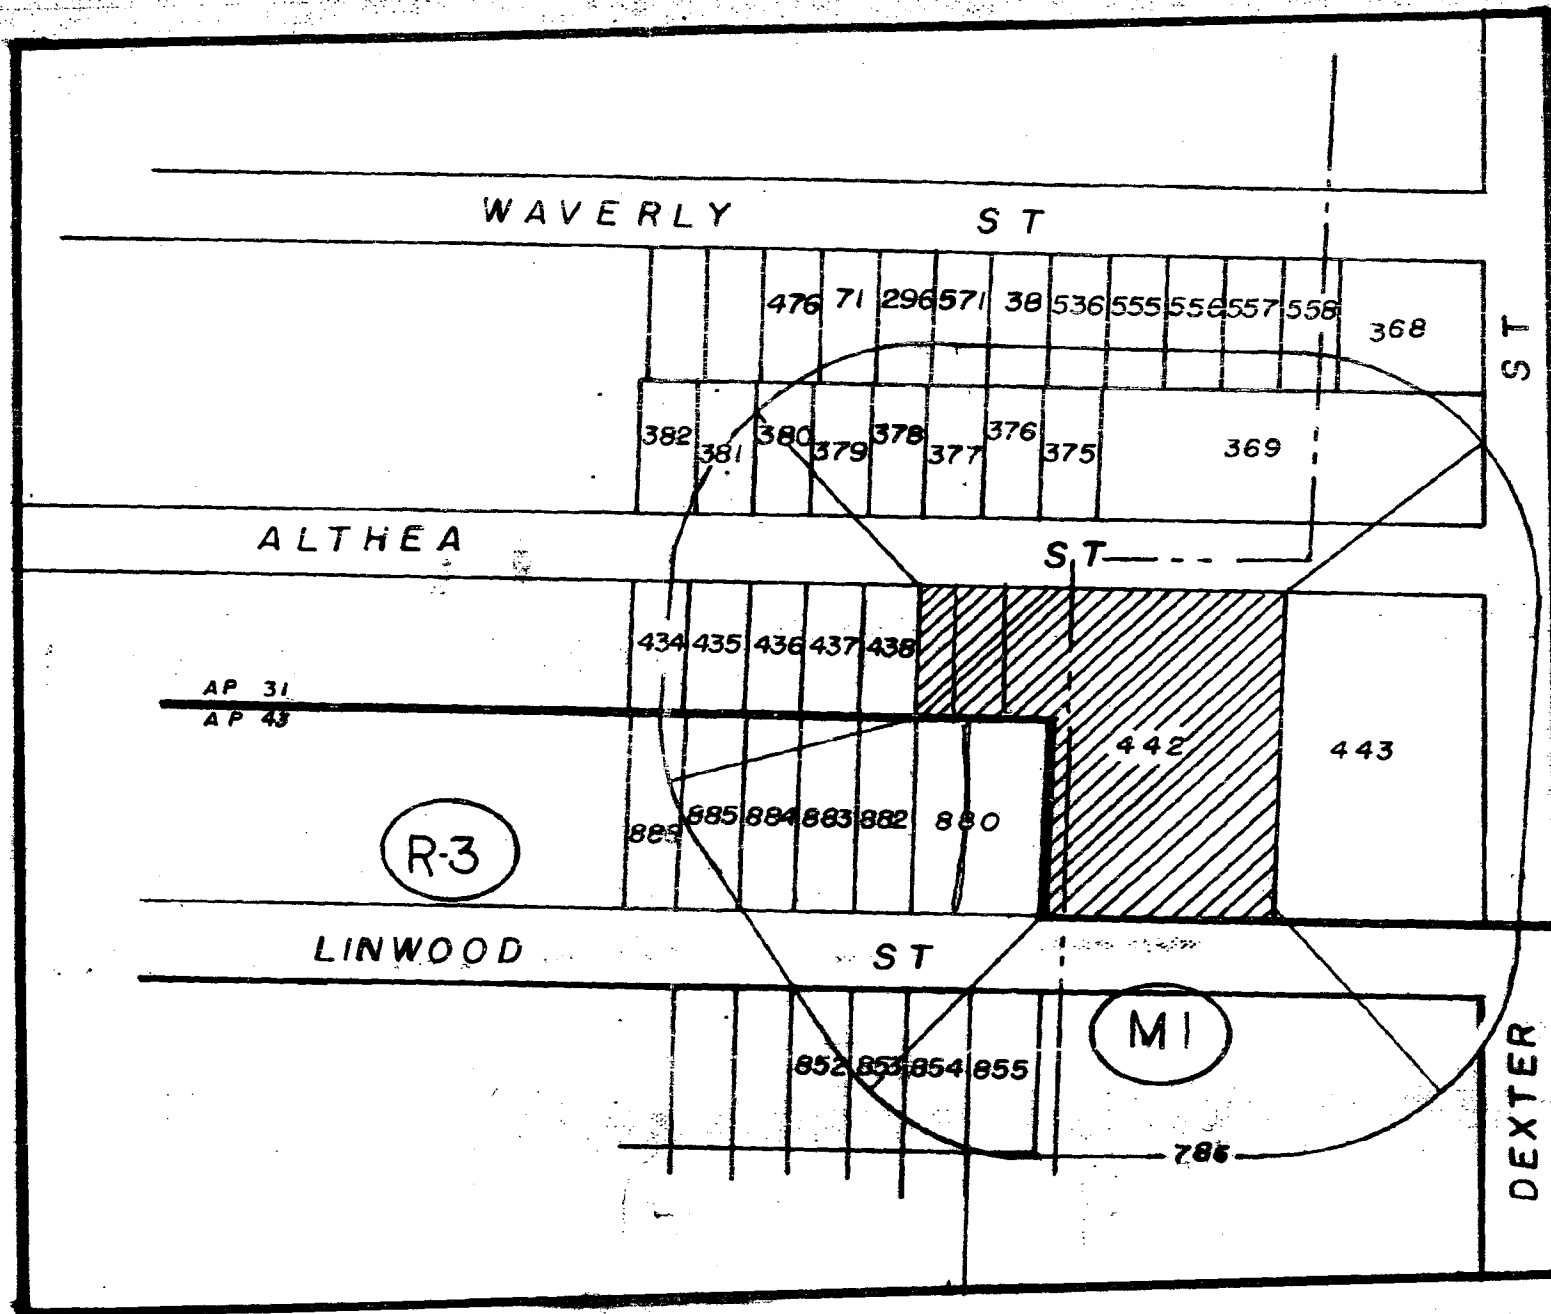 WAVERLY ST
476 71 296 571 38 536 555 556 557 558 368
ST
382 381 380 379 378 377 376 375 369
ALTHEA ST
434 435 436 437 438
AP 31
AP 43
442 443
885 884 883 882 880
R-3
LINWOOD ST
M1
852 853 854 855
DEXTER